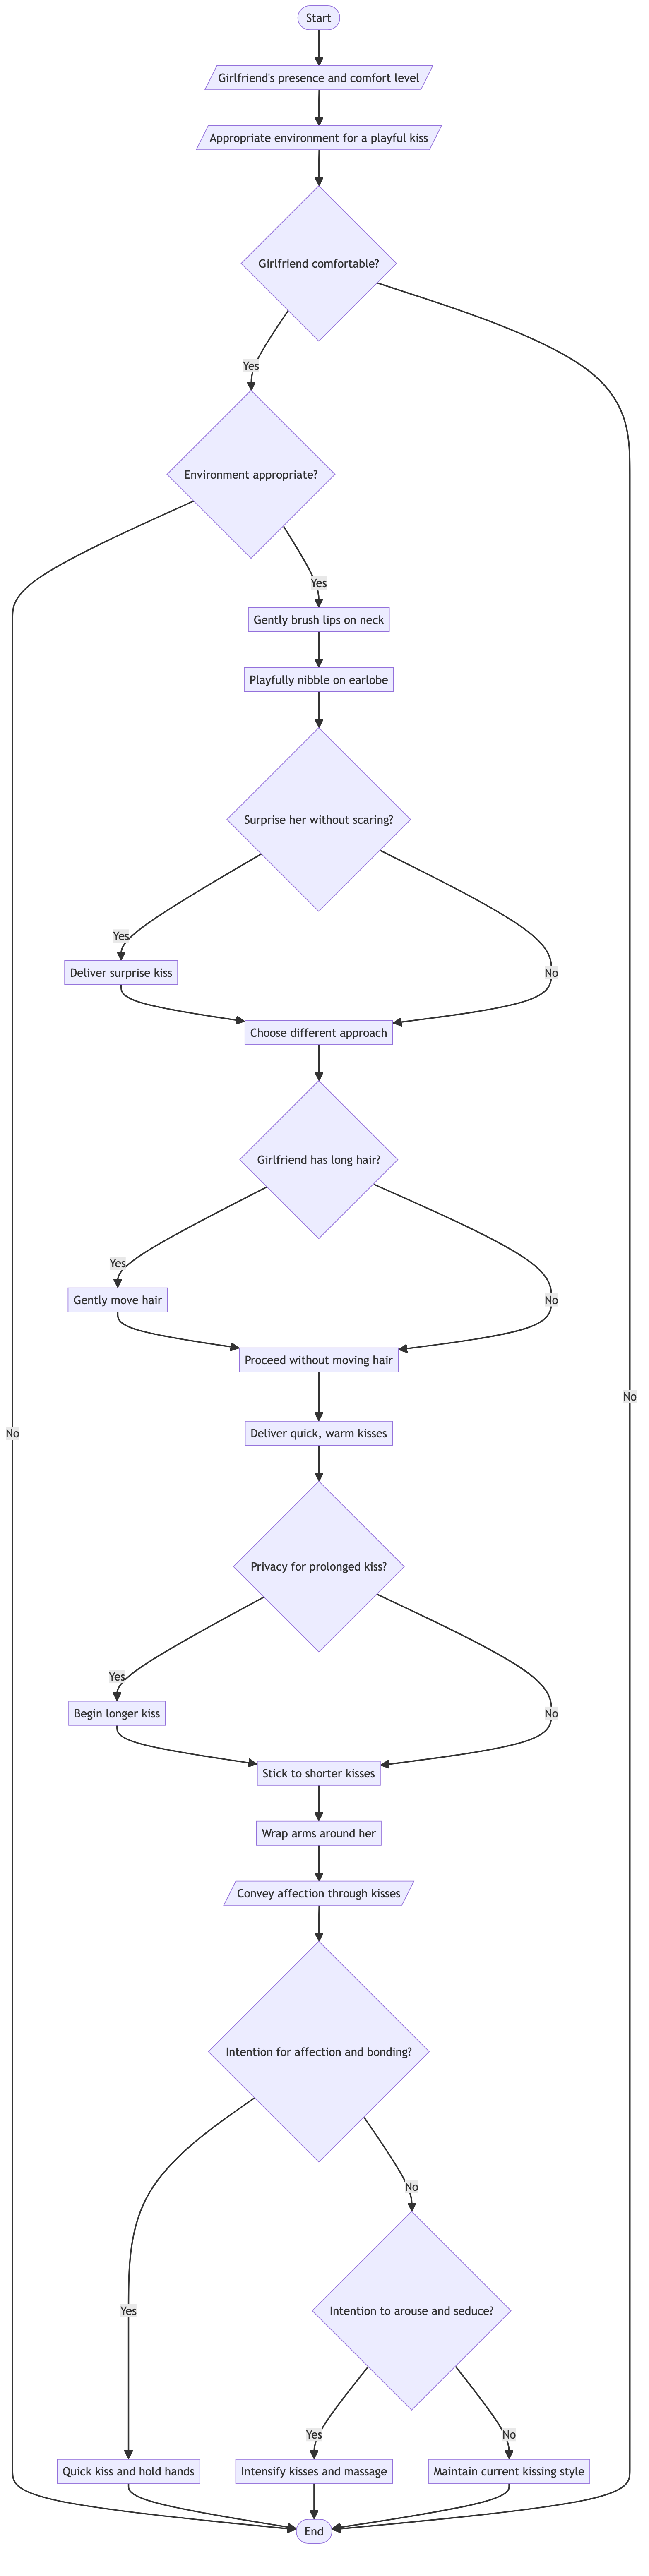 Start
Girlfriend's presence and comfort level
Appropriate environment for a playful kiss
Girlfriend comfortable?
Yes
Environment appropriate?
Yes
Gently brush lips on neck
Playfully nibble on earlobe
Surprise her without scaring?
Yes
Deliver surprise kiss
No
Choose different approach
Girlfriend has long hair?
Yes
Gently move hair
No
Proceed without moving hair
No
Deliver quick, warm kisses
No
Privacy for prolonged kiss?
Yes
Begin longer kiss
No
Stick to shorter kisses
Wrap arms around her
Convey affection through kisses
Intention for affection and bonding?
No
Yes
Intention to arouse and seduce?
Yes
No
Quick kiss and hold hands
Intensify kisses and massage
Maintain current kissing style
End